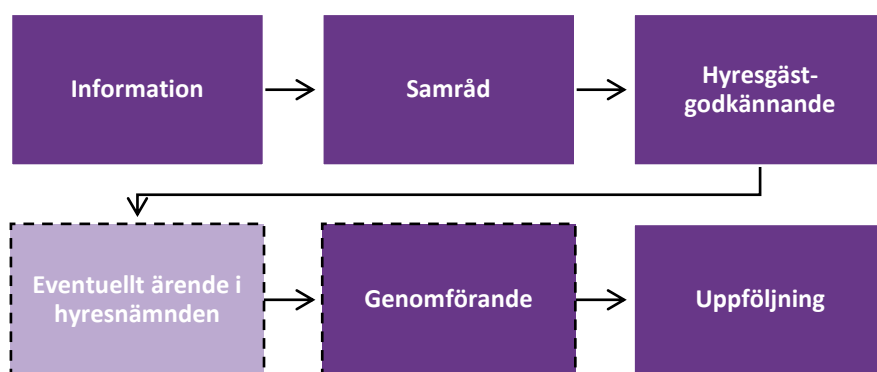 Information
Samråd
Hyresgäst-
godkännande
Eventuellt ärende i
hyresnämnden
Genomförande
Uppföljning